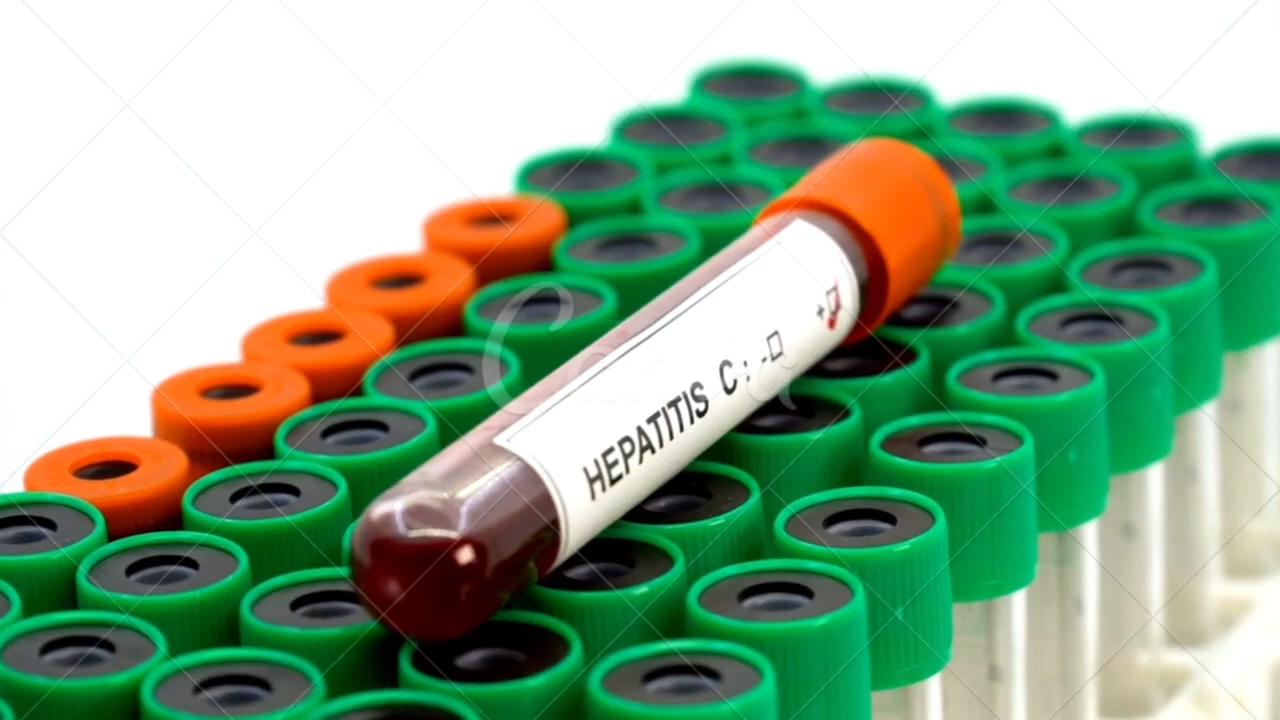 HEPATITIS C: -☐ +☐